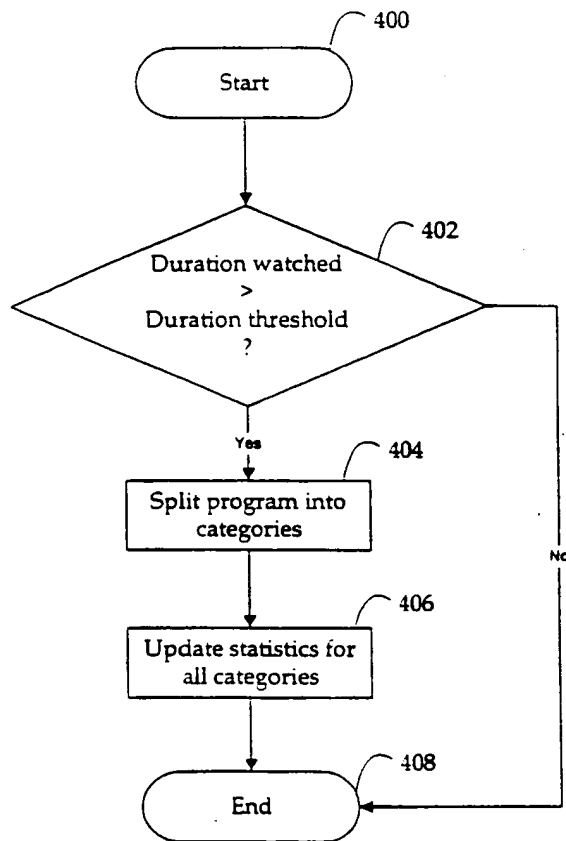 400
Start
402
Duration watched
>
Duration threshold
?
Yes
404
Split program into
categories
No
406
Update statistics for
all categories
408
End